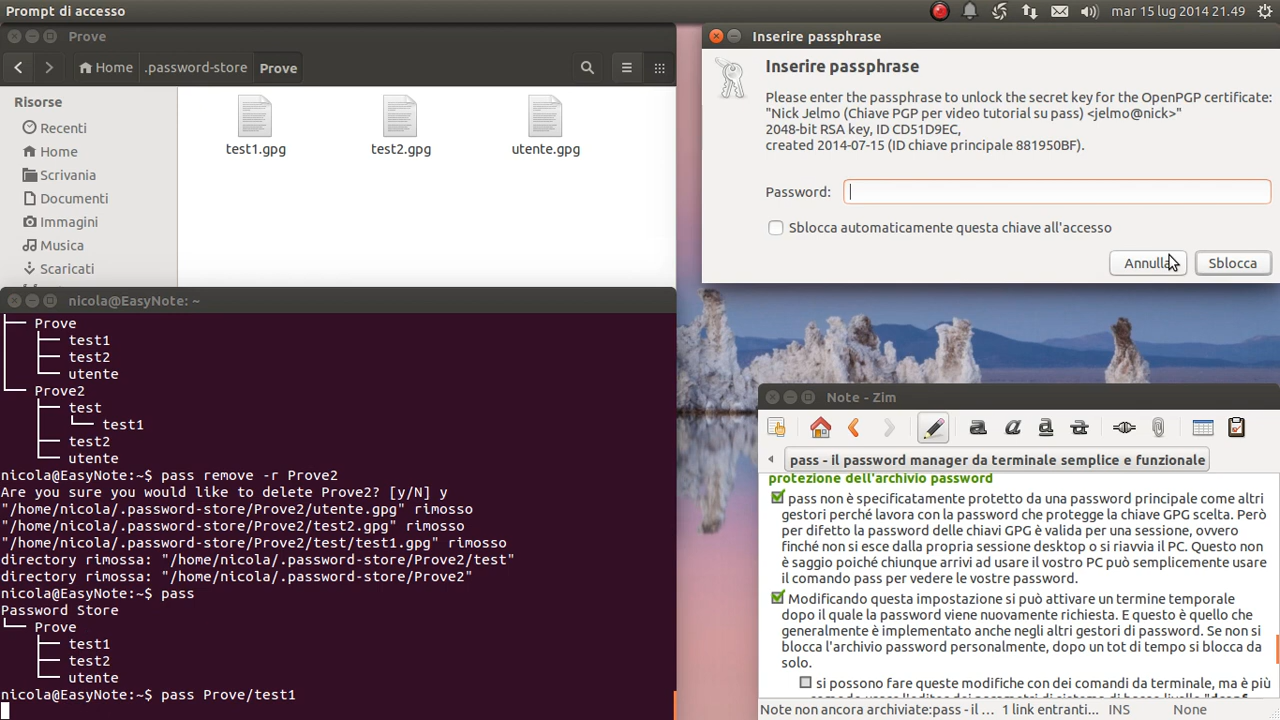 Prompt di accesso
mar 15 lug 2014 21.49
Prove
Home
.password-store
Prove
Risorse
Recenti
Home
Scrivania
Documenti
Immagini
Musica
Scaricati
test1.gpg
test2.gpg
utente.gpg
Inserire passphrase
Inserire passphrase
Please enter the passphrase to unlock the secret key for the OpenPGP certificate:
"Nick Jelmo (Chiave PGP per video tutorial su pass) <jelmo@nick>"
2048-bit RSA key, ID CD51D9EC,
created 2014-07-15 (ID chiave principale 881950BF).
Password:
Sblocca automaticamente questa chiave all'accesso
Annulla
Sblocca
nicola@EasyNote: ~
Prove
test1
test2
utente
Prove2
test
test1
test2
utente
nicola@EasyNote:~$ pass remove -r Prove2
Are you sure you would like to delete Prove2? [y/N] y
"/home/nicola/.password-store/Prove2/utente.gpg" rimosso
"/home/nicola/.password-store/Prove2/test2.gpg" rimosso
"/home/nicola/.password-store/Prove2/test/test1.gpg" rimosso
directory rimossa: "/home/nicola/.password-store/Prove2/test"
directory rimossa: "/home/nicola/.password-store/Prove2"
nicola@EasyNote:~$ pass
Password Store
Prove
test1
test2
utente
nicola@EasyNote:~$ pass Prove/test1
Note - Zim
pass - il password manager da terminale semplice e funzionale
protezione dell'archivio password
pass non è specificatamente protetto da una password principale come altri
gestori perché lavora con la password che protegge la chiave GPG scelta. Però
per difetto la password delle chiavi GPG è valida per una sessione, ovvero
finché non si esce dalla propria sessione desktop o si riavvia il PC. Questo non
è saggio poiché chiunque arrivi ad usare il vostro PC può semplicemente usare
il comando pass per vedere le vostre password.
Modificando questa impostazione si può attivare un termine temporale
dopo il quale la password viene nuovamente richiesta. E questo è quello che
generalmente è implementato anche negli altri gestori di password. Se non si
blocca l'archivio password personalmente, dopo un tot di tempo si blocca da
solo.
si possono fare queste modifiche con dei comandi da terminale, ma è più
Note non ancora archiviate:pass - il ...
1 link entranti...
INS
None